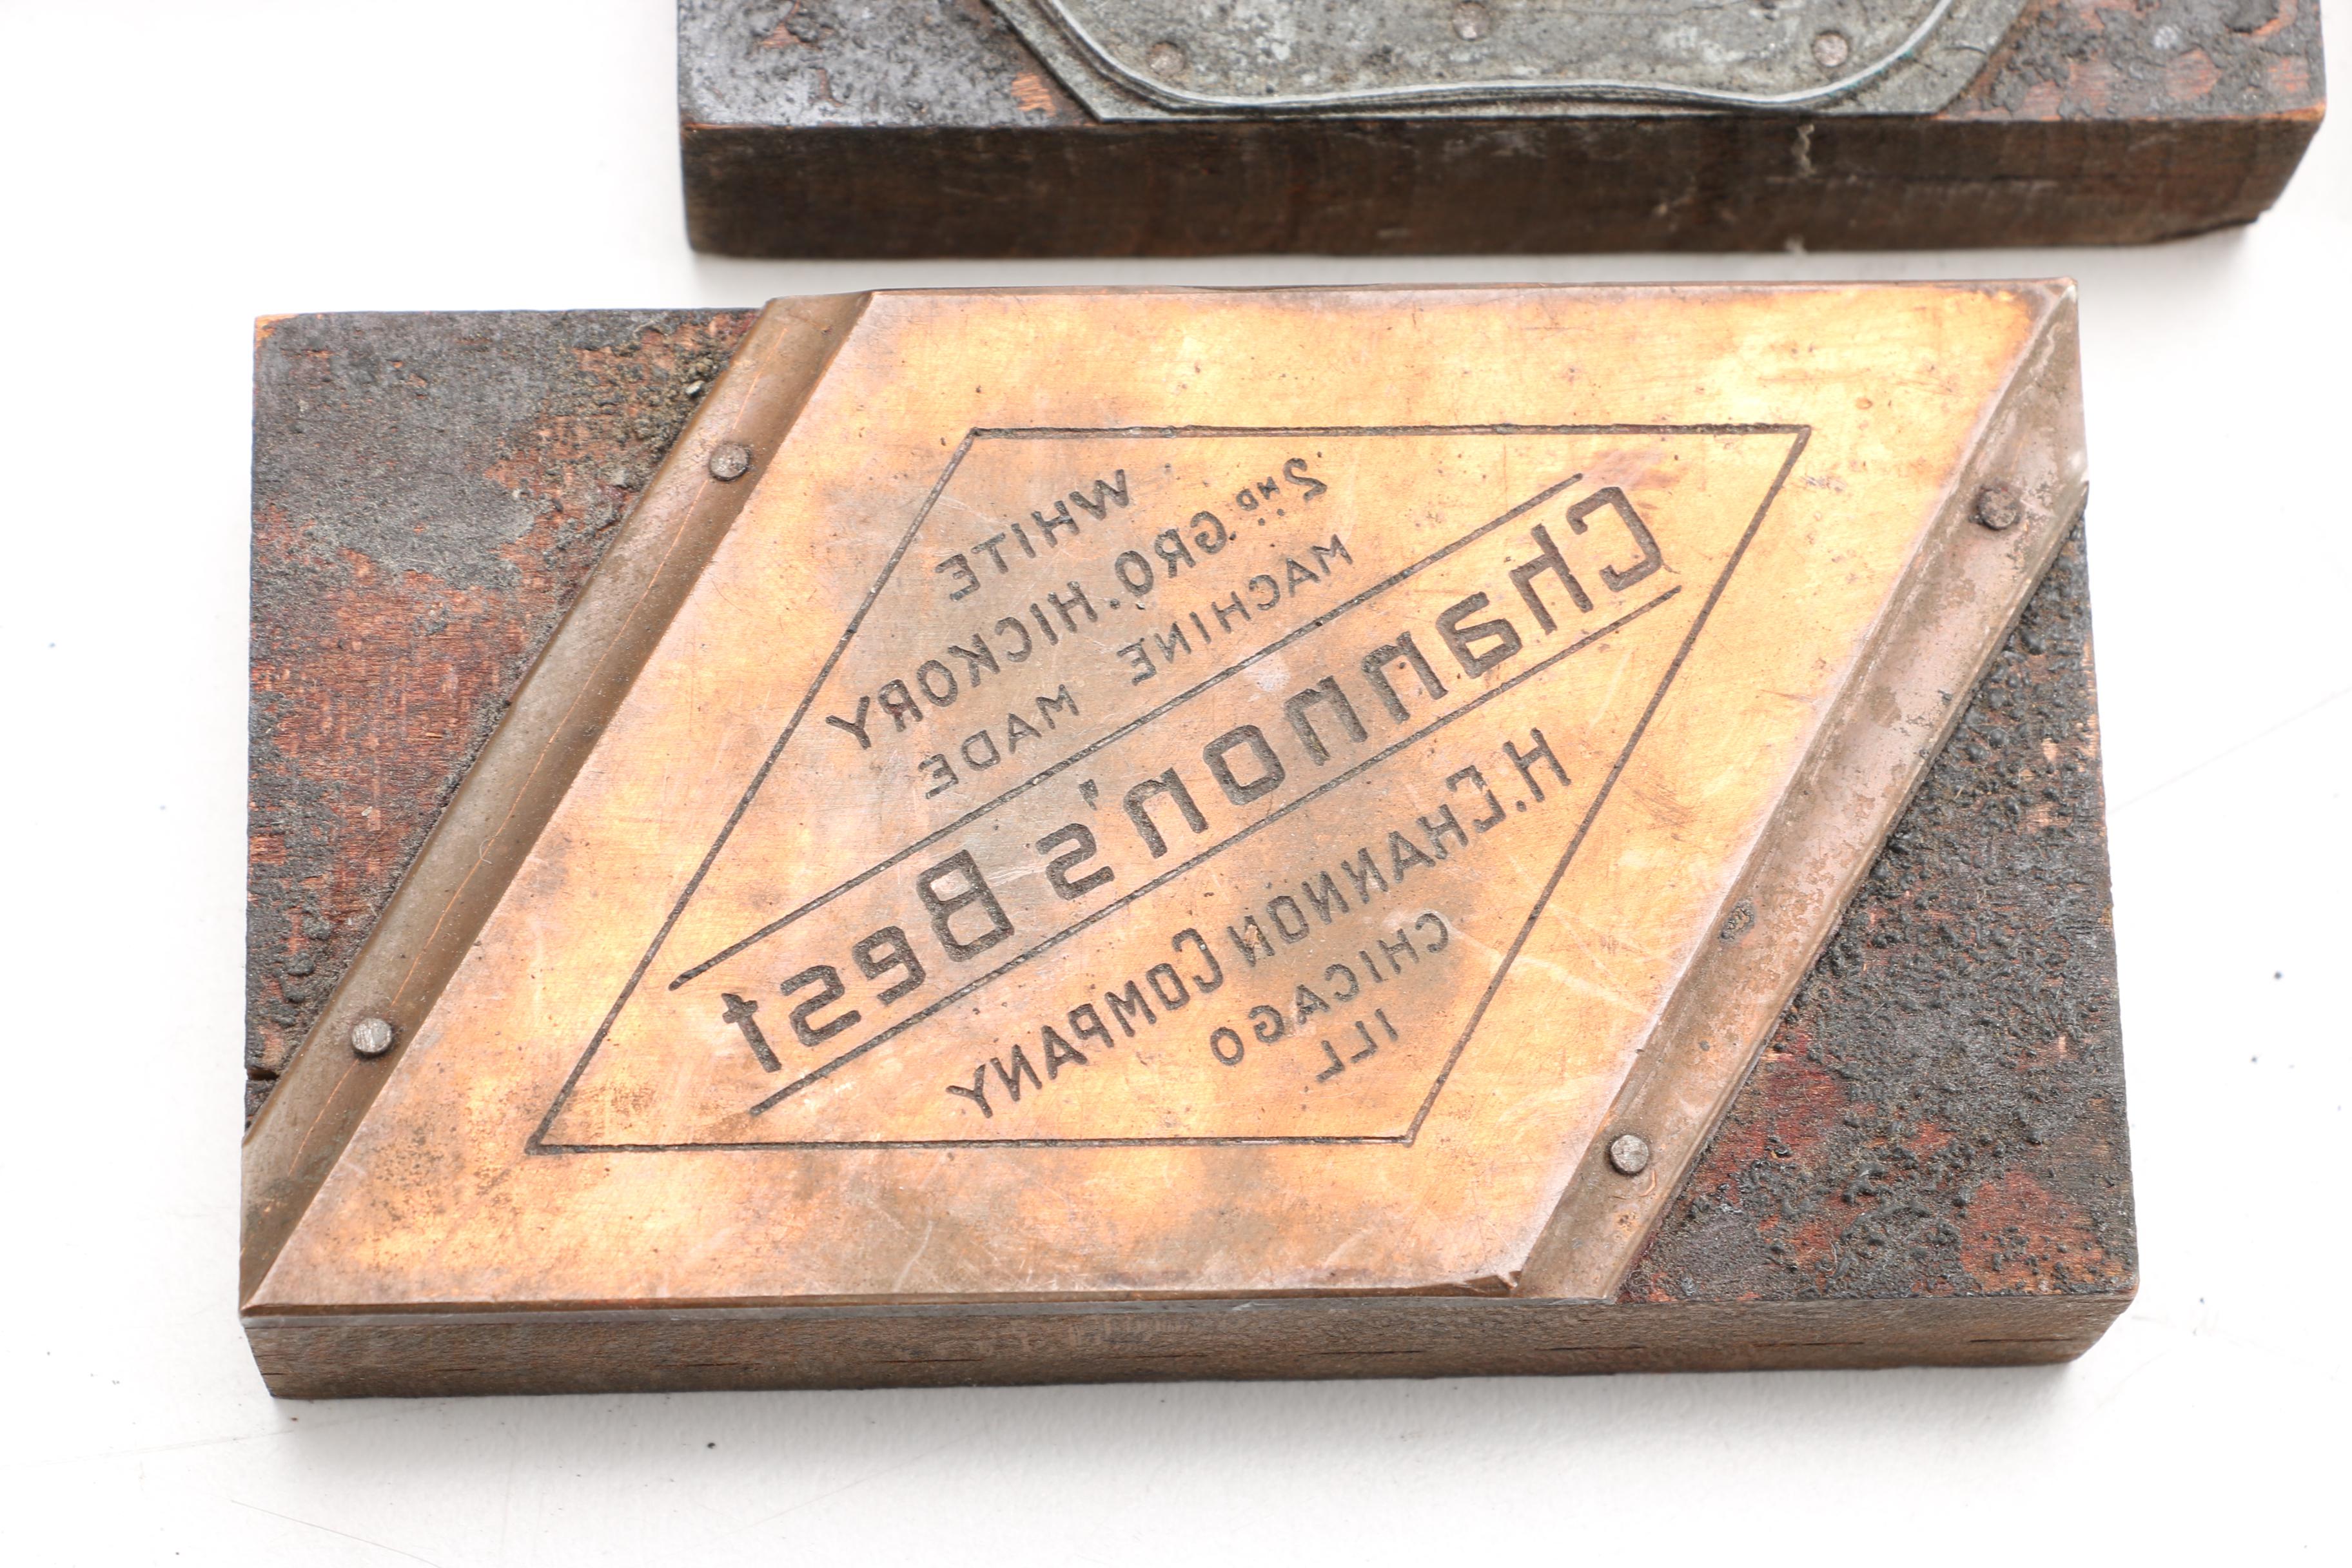 WHITE
2ND GRO. HICKORY
MACHINE MADE
Channon's Best
H. CHANNON COMPANY
CHICAGO
ILL